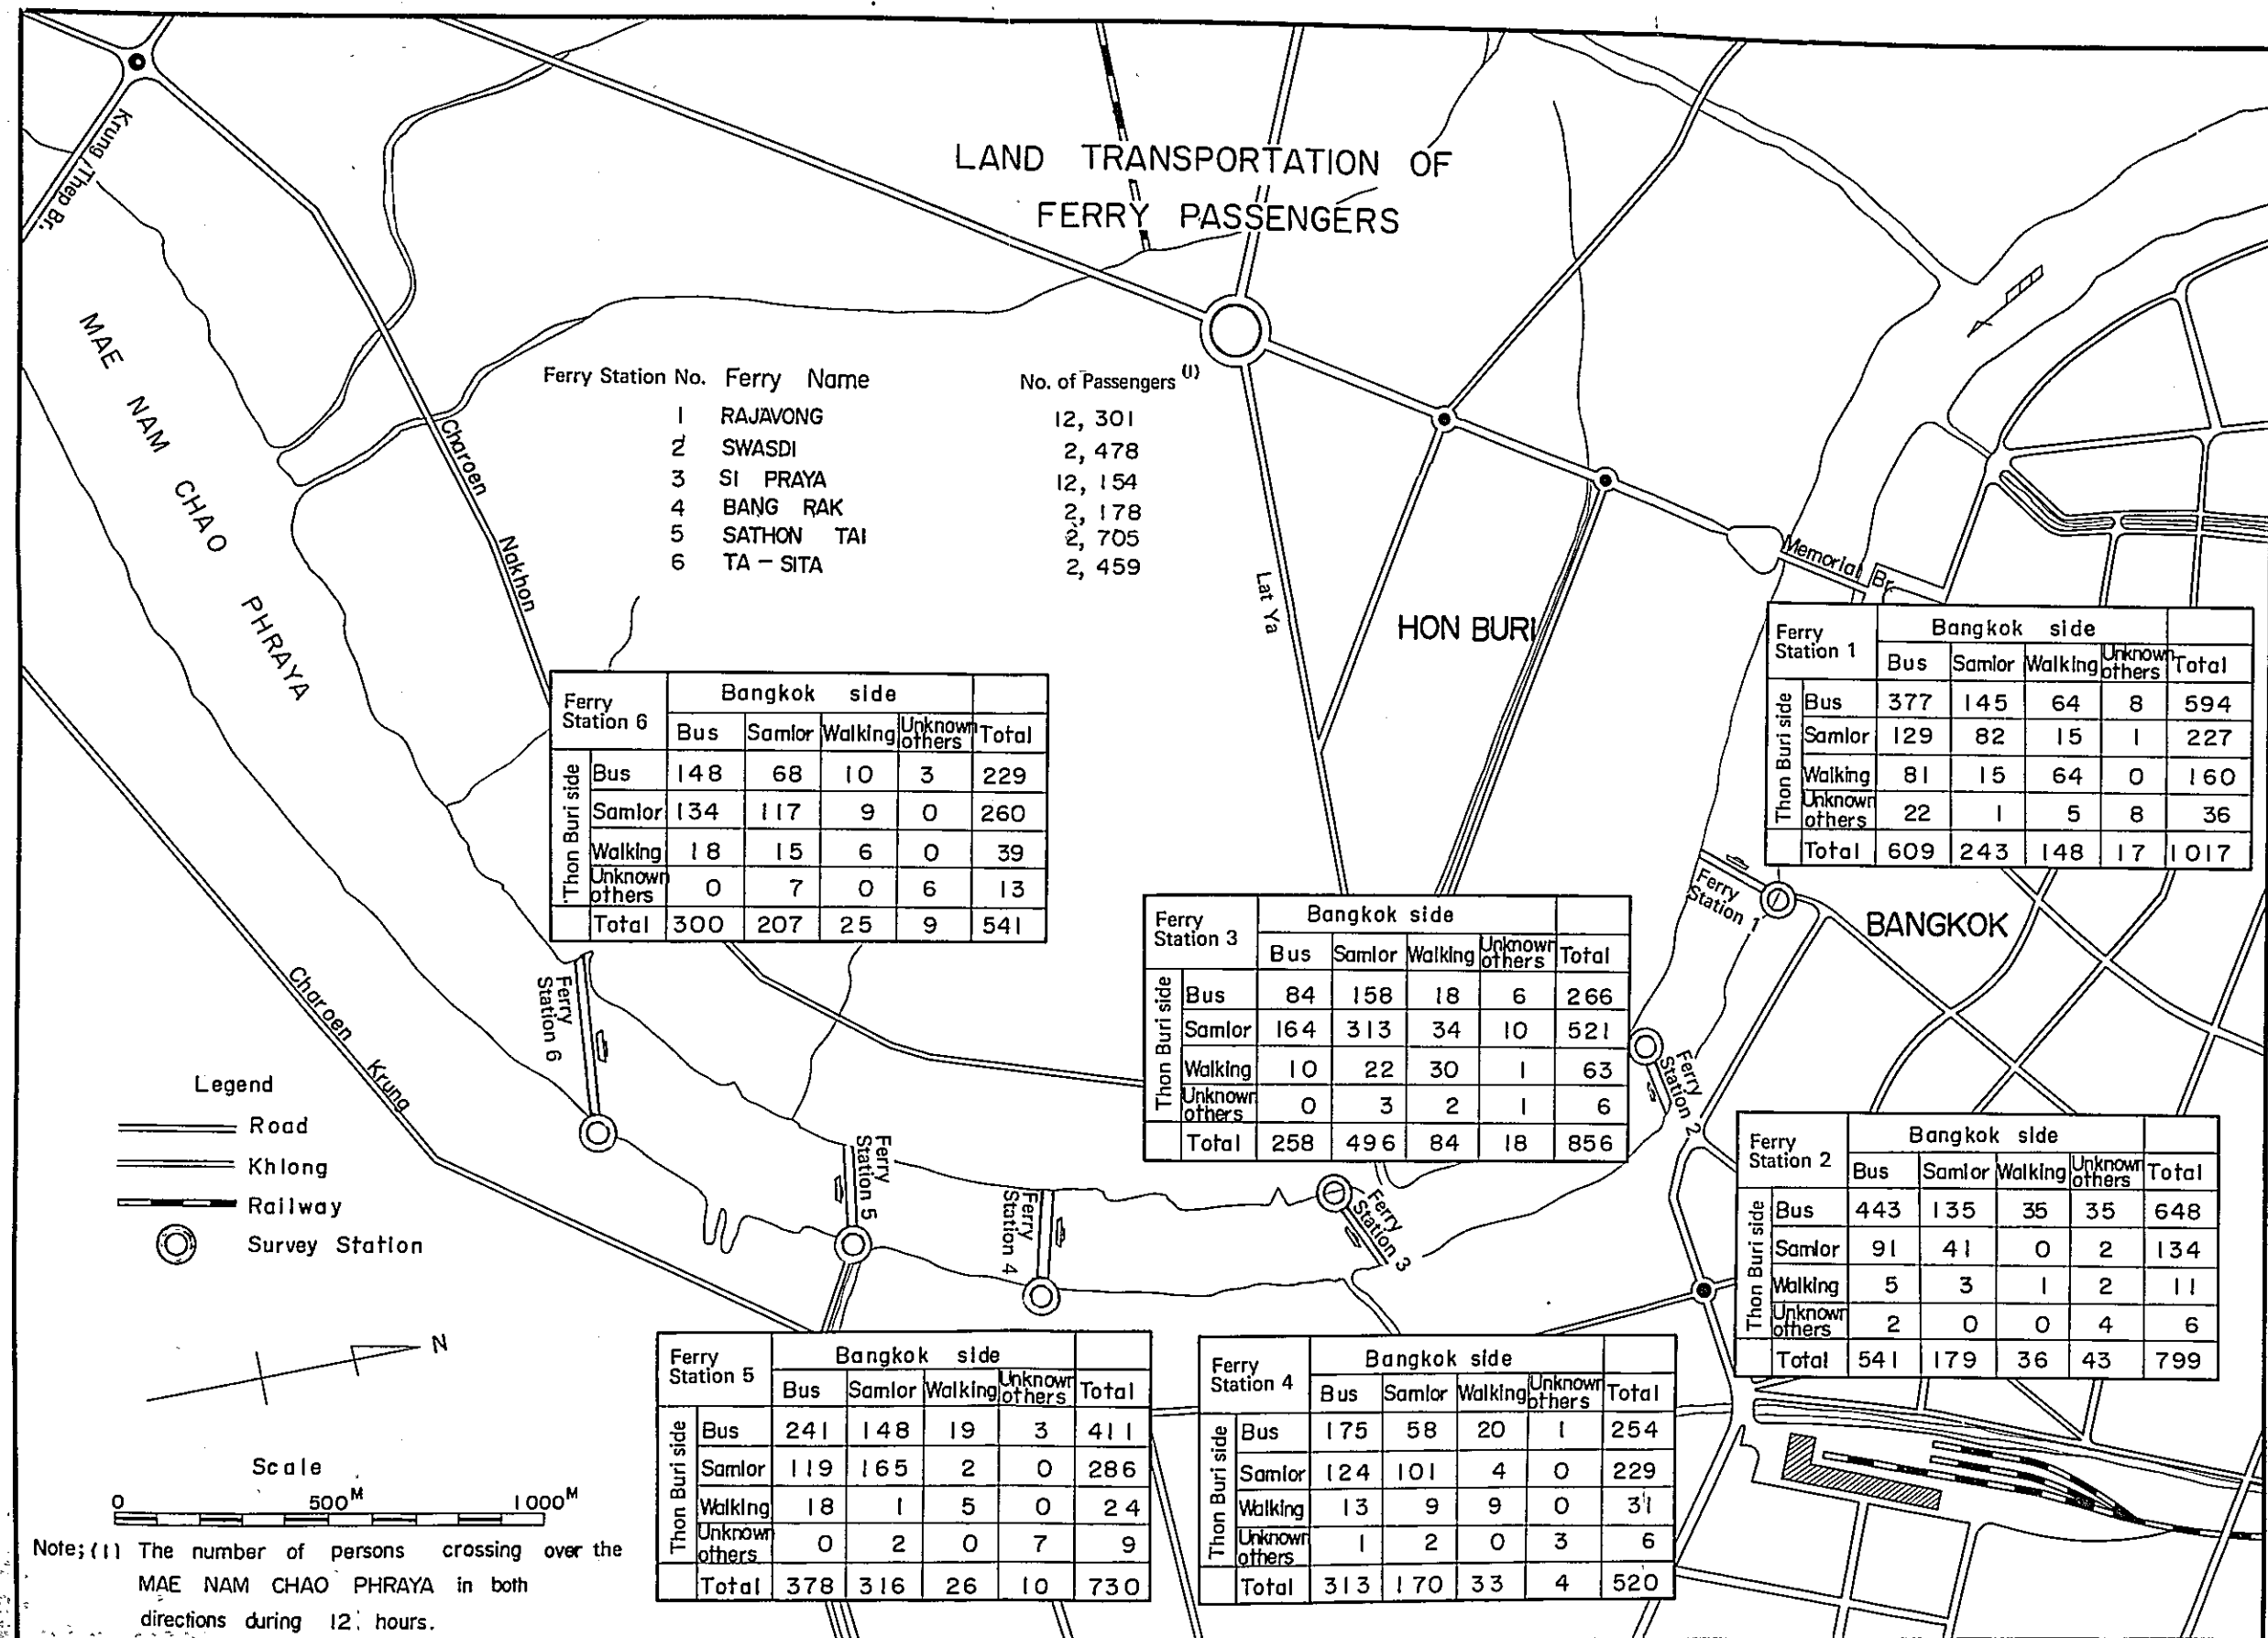 LAND TRANSPORTATION OF
FERRY PASSENGERS
Krung Thep Br.
MAE NAM CHAO PHRAYA
Charoen Nakhon
Ferry Station No. Ferry Name No. of Passengers (1)
1 RAJAVONG 12,301
2 SWASDI 2,478
3 SI PRAYA 12,154
4 BANG RAK 2,178
5 SATHON TAI 2,705
6 TA-SITA 2,459
Lat Ya
HON BURI
Memorial Br.
Ferry Station 1 Bangkok side
Bus Samlor Walking Unknown others Total
Thon Buri side
Bus 377 145 64 8 594
Samlor 129 82 15 1 227
Walking 81 15 64 0 160
Unknown others 22 1 5 8 36
Total 609 243 148 17 1017
Ferry Station 6 Bangkok side
Bus Samlor Walking Unknown others Total
Thon Buri side
Bus 148 68 10 3 229
Samlor 134 117 9 0 260
Walking 18 15 6 0 39
Unknown others 0 7 0 6 13
Total 300 207 25 9 541
Ferry Station 3 Bangkok side
Bus Samlor Walking Unknown others Total
Thon Buri side
Bus 84 158 18 6 266
Samlor 164 313 34 10 521
Walking 10 22 30 1 63
Unknown others 0 3 2 1 6
Total 258 496 84 18 856
Ferry Station 1
BANGKOK
Ferry Station 6
Charoen Krung
Ferry Station 2
Ferry Station 5
Ferry Station 4
Ferry Station 3
Ferry Station 2 Bangkok side
Bus Samlor Walking Unknown others Total
Thon Buri side
Bus 443 135 35 35 648
Samlor 91 41 0 2 134
Walking 5 3 1 2 11
Unknown others 2 0 0 4 6
Total 541 179 36 43 799
Legend
Road
Khlong
Railway
Survey Station
N
Ferry Station 5 Bangkok side
Bus Samlor Walking Unknown others Total
Thon Buri side
Bus 241 148 19 3 411
Samlor 119 165 2 0 286
Walking 18 1 5 0 24
Unknown others 0 2 0 7 9
Total 378 316 26 10 730
Ferry Station 4 Bangkok side
Bus Samlor Walking Unknown others Total
Thon Buri side
Bus 175 58 20 1 254
Samlor 124 101 4 0 229
Walking 13 9 9 0 31
Unknown others 1 2 0 3 6
Total 313 170 33 4 520
Scale
0 500M 1000M
Note; (1) The number of persons crossing over the
MAE NAM CHAO PHRAYA in both
directions during 12 hours.